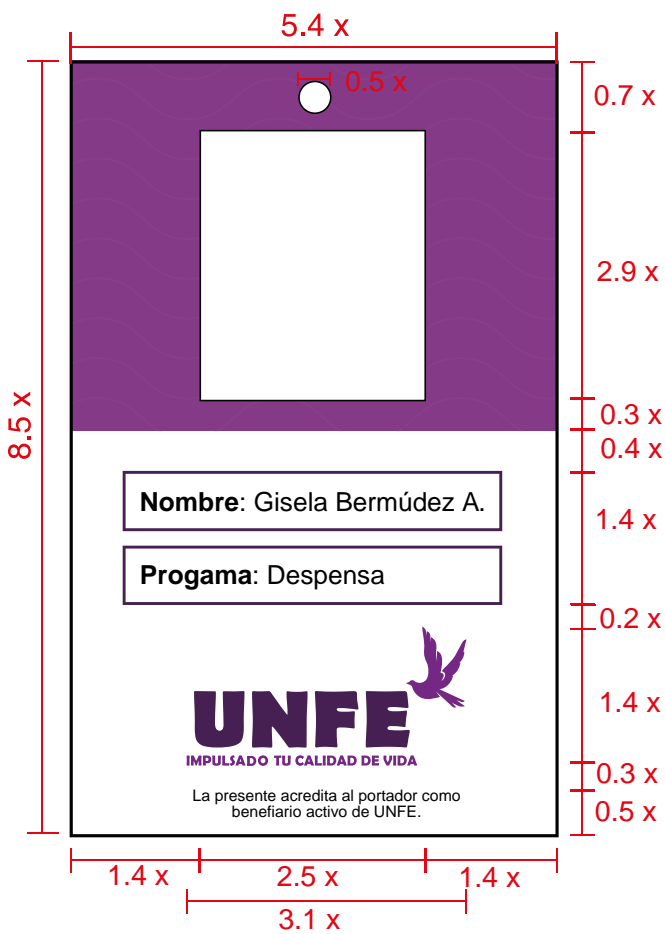 5.4 x
0.5 x
0.7 x
2.9 x
8.5 x
0.3 x
0.4 x
Nombre: Gisela Bermúdez A.
1.4 x
Progama: Despensa
0.2 x
UNFE
1.4 x
IMPULSADO TU CALIDAD DE VIDA
0.3 x
La presente acredita al portador como
benefiario activo de UNFE.
0.5 x
1.4 x
2.5 x
1.4 x
3.1 x